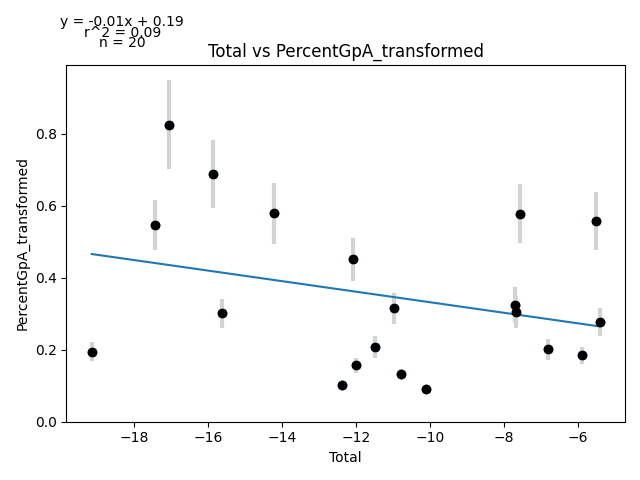 y = -0.01x + 0.19
r^2 = 0.09
n = 20
Total vs PercentGpA_transformed
PercentGpA_transformed
0.8
0.6
0.4
0.2
0.0
−18 −16 −14 −12 −10 −8 −6
Total